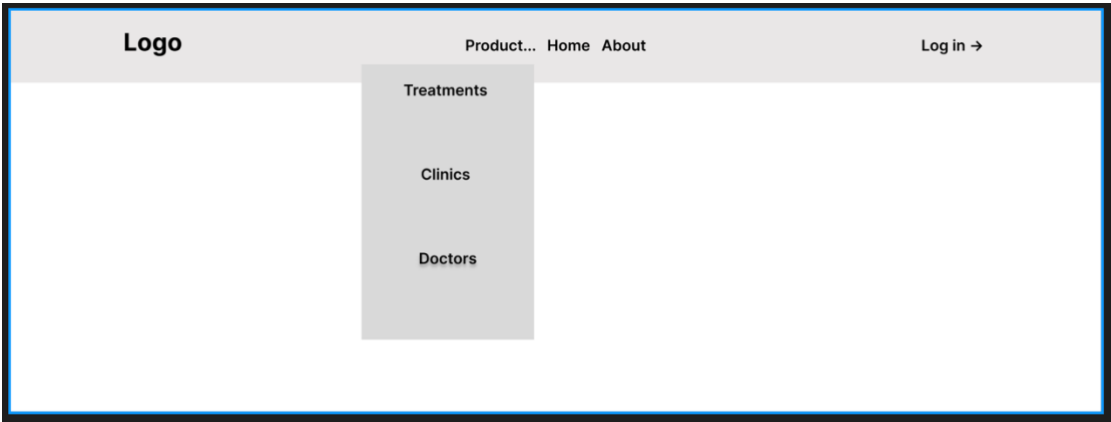 Logo
Product... Home About
Log in →
Treatments
Clinics
Doctors